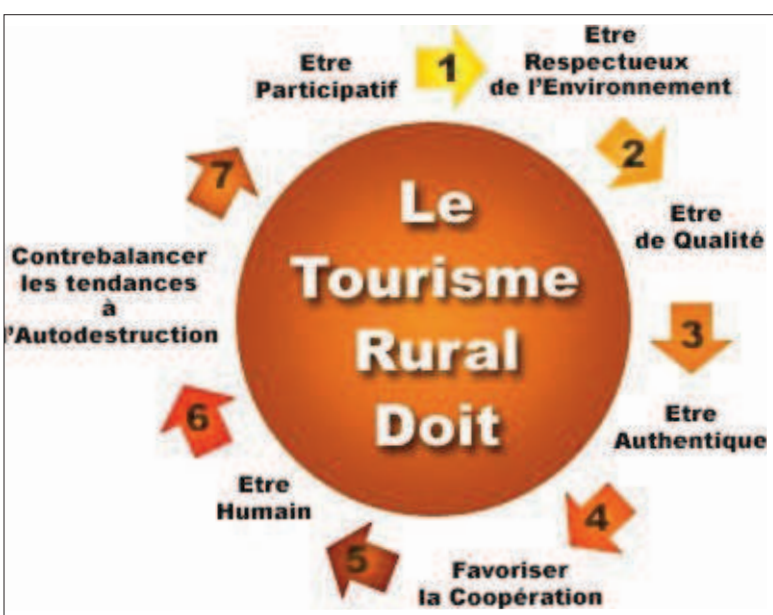 Le
Tourisme
Rural
Doit
1
Etre
Respectueux
de l'Environnement
2
Etre
de Qualité
3
Etre
Authentique
4
Favoriser
la Coopération
5
Etre
Humain
6
Contrebalancer
les tendances
à
l'Autodestruction
7
Etre
Participatif